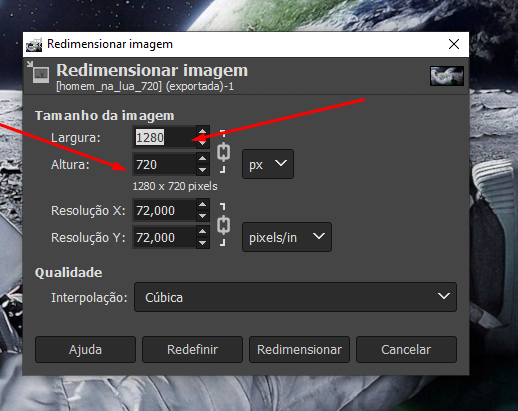 Redimensionar imagem
Redimensionar imagem
[homem_na_lua_720] (exportada)-1
Tamanho da imagem
Largura: 1280
Altura: 720 px
1280 x 720 pixels
Resolução X: 72,000
Resolução Y: 72,000 pixels/in
Qualidade
Interpolação: Cúbica
Ajuda Redefinir Redimensionar Cancelar